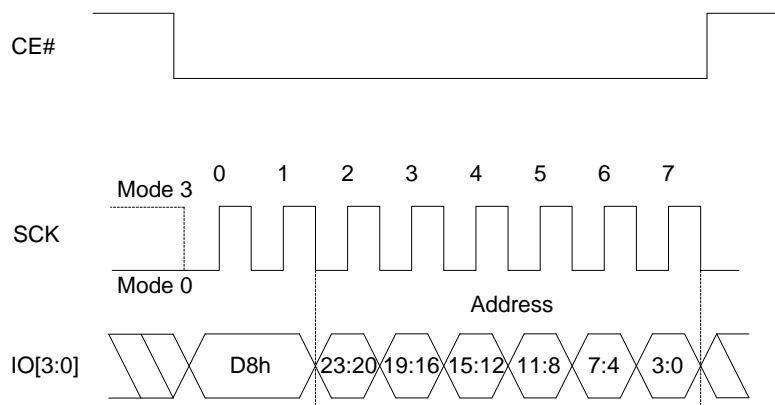 CE#
0 1 2 3 4 5 6 7
Mode 3
SCK
Mode 0
Address
IO[3:0] D8h 23:20 19:16 15:12 11:8 7:4 3:0